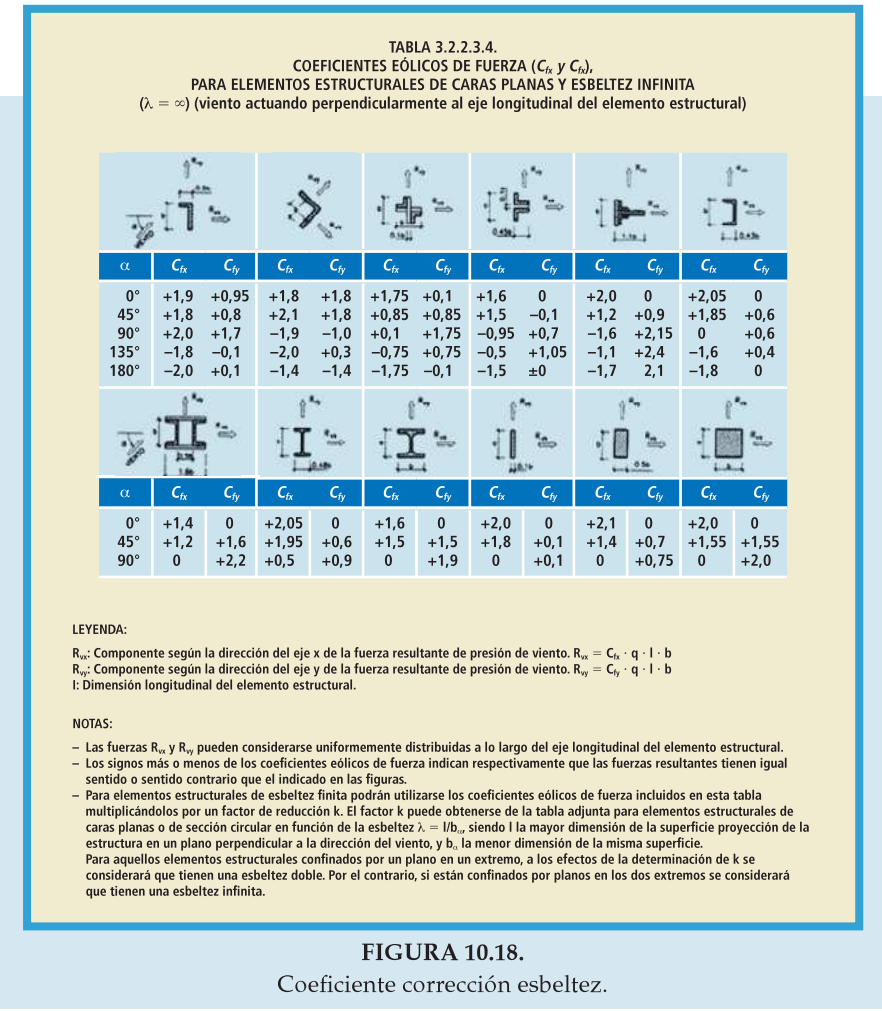 TABLA 3.2.2.3.4.
COEFICIENTES EÓLICOS DE FUERZA (Cfx y Cfx),
PARA ELEMENTOS ESTRUCTURALES DE CARAS PLANAS Y ESBELTEZ INFINITA
(λ = ∞) (viento actuando perpendicularmente al eje longitudinal del elemento estructural)
α Cfx Cfy Cfx Cfy Cfx Cfy Cfx Cfy Cfx Cfy Cfx Cfy
0° +1,9 +0,95 +1,8 +1,8 +1,75 +0,1 +1,6 0 +2,0 0 +2,05 0
45° +1,8 +0,8 +2,1 +1,8 +0,85 +0,85 +1,5 –0,1 +1,2 +0,9 +1,85 +0,6
90° +2,0 +1,7 –1,9 –1,0 +0,1 +1,75 –0,95 +0,7 –1,6 +2,15 0 +0,6
135° –1,8 –0,1 –2,0 +0,3 –0,75 +0,75 –0,5 +1,05 –1,1 +2,4 –1,6 +0,4
180° –2,0 +0,1 –1,4 –1,4 –1,75 –0,1 –1,5 ±0 –1,7 2,1 –1,8 0
α Cfx Cfy Cfx Cfy Cfx Cfy Cfx Cfy Cfx Cfy Cfx Cfy
0° +1,4 0 +2,05 0 +1,6 0 +2,0 0 +2,1 0 +2,0 0
45° +1,2 +1,6 +1,95 +0,6 +1,5 +1,5 +1,8 +0,1 +1,4 +0,7 +1,55 +1,55
90° 0 +2,2 +0,5 +0,9 0 +1,9 0 +0,1 0 +0,75 0 +2,0
LEYENDA:
Rvx: Componente según la dirección del eje x de la fuerza resultante de presión de viento. Rvx = Cfx · q · l · b
Rvy: Componente según la dirección del eje y de la fuerza resultante de presión de viento. Rvy = Cfy · q · l · b
l: Dimensión longitudinal del elemento estructural.
NOTAS:
– Las fuerzas Rvx y Rvy pueden considerarse uniformemente distribuidas a lo largo del eje longitudinal del elemento estructural.
– Los signos más o menos de los coeficientes eólicos de fuerza indican respectivamente que las fuerzas resultantes tienen igual
sentido o sentido contrario que el indicado en las figuras.
– Para elementos estructurales de esbeltez finita podrán utilizarse los coeficientes eólicos de fuerza incluidos en esta tabla
multiplicándolos por un factor de reducción k. El factor k puede obtenerse de la tabla adjunta para elementos estructurales de
caras planas o de sección circular en función de la esbeltez λ = l/bα, siendo l la mayor dimensión de la superficie proyección de la
estructura en un plano perpendicular a la dirección del viento, y bα la menor dimensión de la misma superficie.
Para aquellos elementos estructurales confinados por un plano en un extremo, a los efectos de la determinación de k se
considerará que tienen una esbeltez doble. Por el contrario, si están confinados por planos en los dos extremos se considerará
que tienen una esbeltez infinita.
FIGURA 10.18.
Coeficiente corrección esbeltez.